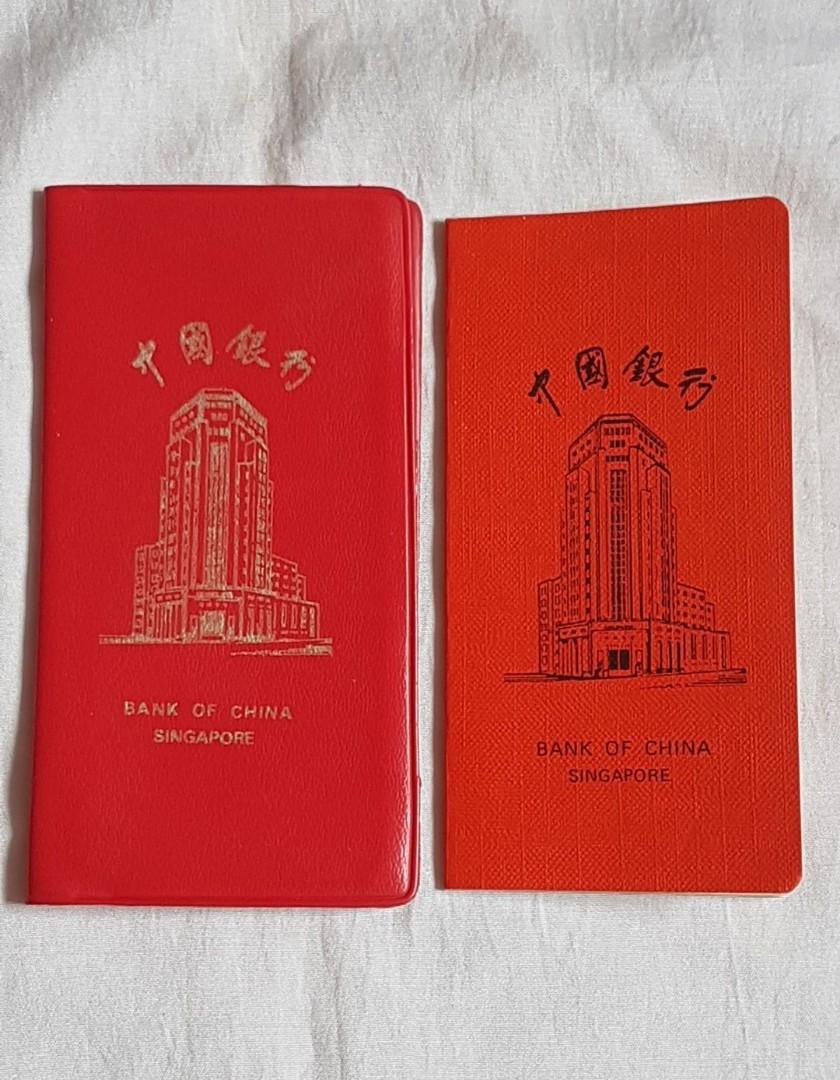 中國銀行
BANK OF CHINA
SINGAPORE
中國銀行
BANK OF CHINA
SINGAPORE